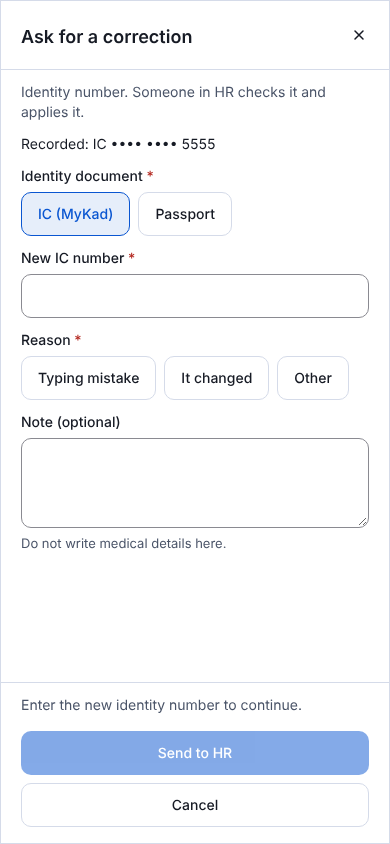 Ask for a correction
Identity number. Someone in HR checks it and
applies it.
Recorded: IC •••• •••• 5555
Identity document *
IC (MyKad)
Passport
New IC number *
Reason *
Typing mistake
It changed
Other
Note (optional)
Do not write medical details here.
Enter the new identity number to continue.
Send to HR
Cancel